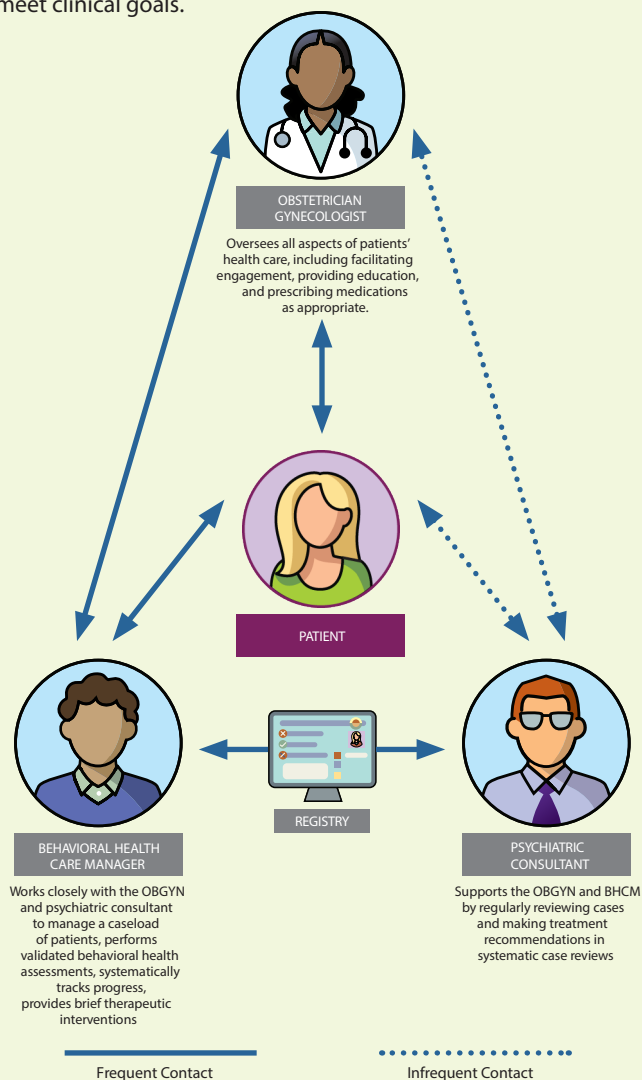 meet clinical goals.
OBSTETRICIAN
GYNECOLOGIST
Oversees all aspects of patients'
health care, including facilitating
engagement, providing education,
and prescribing medications
as appropriate.
PATIENT
REGISTRY
BEHAVIORAL HEALTH
CARE MANAGER
Works closely with the OBGYN
and psychiatric consultant
to manage a caseload
of patients, performs
validated behavioral health
assessments, systematically
tracks progress,
provides brief therapeutic
interventions
PSYCHIATRIC
CONSULTANT
Supports the OBGYN and BHCM
by regularly reviewing cases
and making treatment
recommendations in
systematic case reviews
Frequent Contact
Infrequent Contact